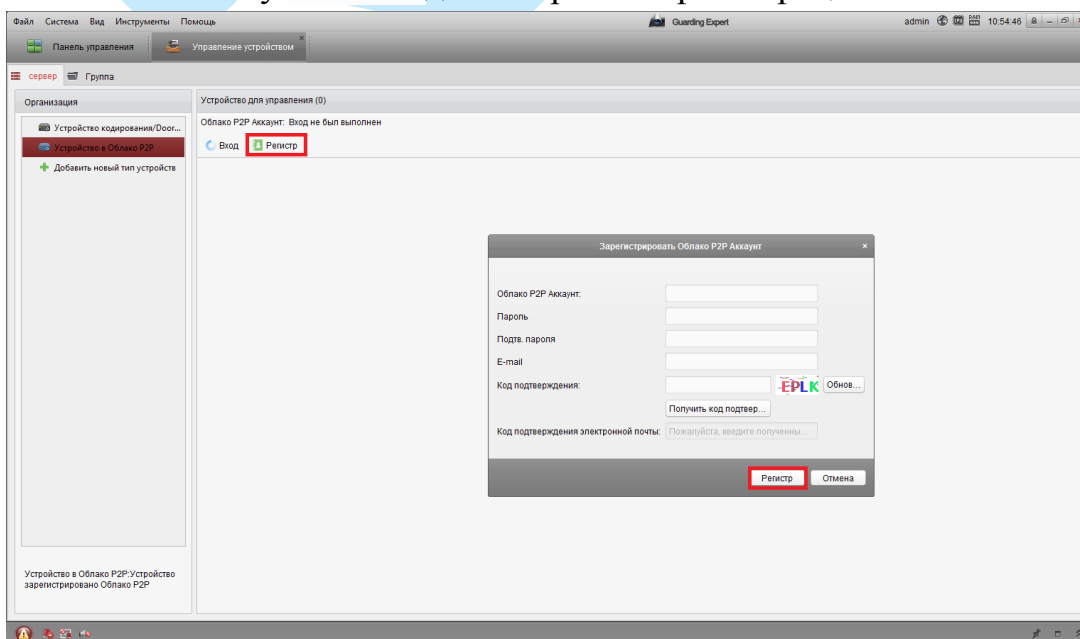 Файл Система Вид Инструменты Помощь Guarding Expert admin 10:54:46
Панель управления Управление устройством ×
сервер Группа
Организация
Устройство кодирования/Door...
Устройство в Облако P2P
Добавить новый тип устройств
Устройство в Облако P2P:Устройство
зарегистрировано Облако P2P
Устройство для управления (0)
Облако P2P Аккаунт: Вход не был выполнен
Вход Регистр
Зарегистрировать Облако P2P Аккаунт ×
Облако P2P Аккаунт:
Пароль
Подтв. пароля
E-mail
Код подтверждения: EPLK Обнов...
Получить код подтвер...
Код подтверждения электронной почты: Пожалуйста, введите полученны...
Регистр Отмена